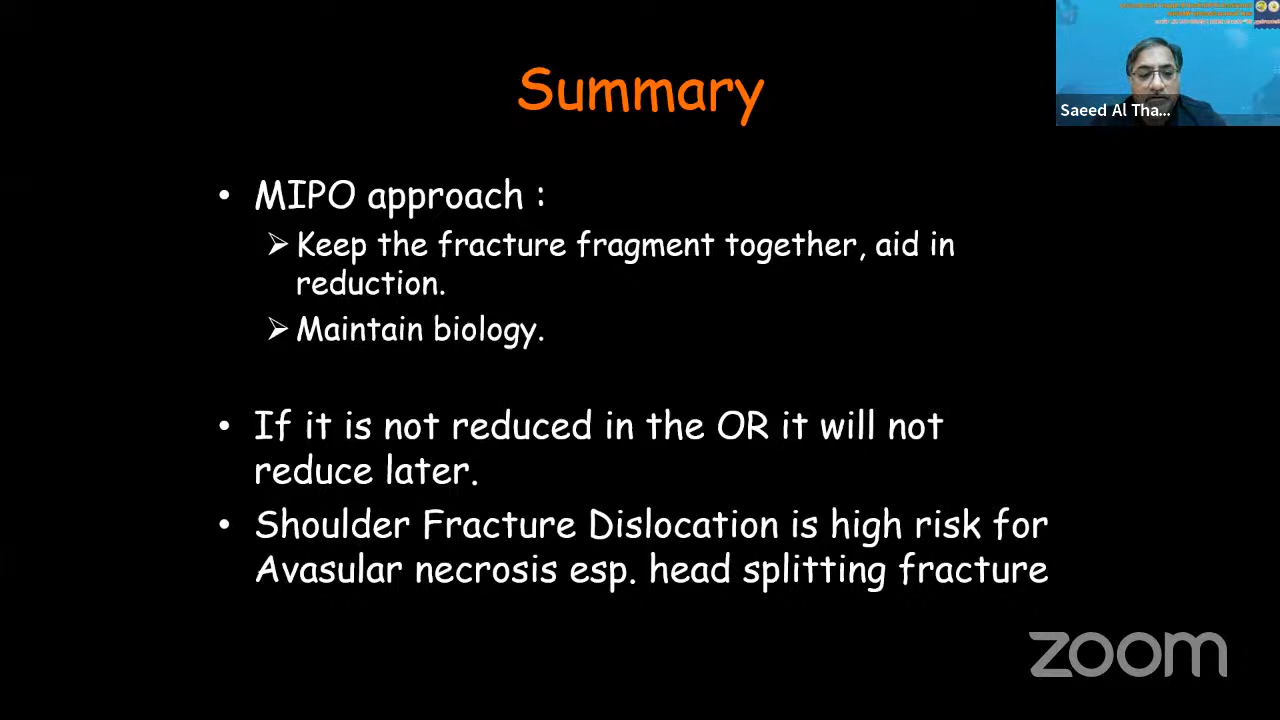 Summary
Saeed Al Tha...
• MIPO approach :
➢ Keep the fracture fragment together, aid in
reduction.
➢ Maintain biology.
• If it is not reduced in the OR it will not
reduce later.
• Shoulder Fracture Dislocation is high risk for
Avasular necrosis esp. head splitting fracture
zoom